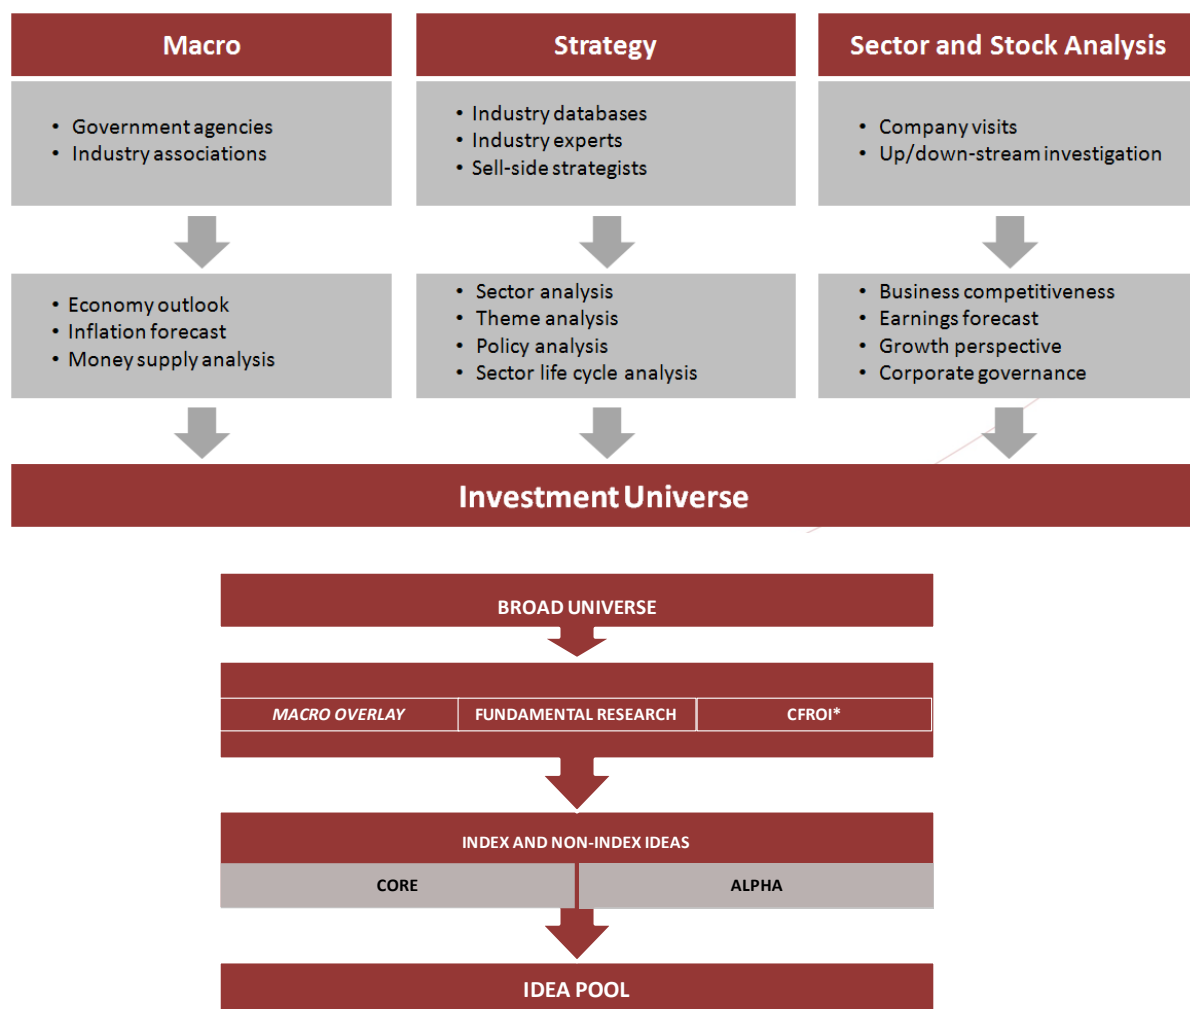 Macro
Strategy
Sector and Stock Analysis
• Government agencies
• Industry associations
• Industry databases
• Industry experts
• Sell-side strategists
• Company visits
• Up/down-stream investigation
• Economy outlook
• Inflation forecast
• Money supply analysis
• Sector analysis
• Theme analysis
• Policy analysis
• Sector life cycle analysis
• Business competitiveness
• Earnings forecast
• Growth perspective
• Corporate governance
Investment Universe
BROAD UNIVERSE
MACRO OVERLAY
FUNDAMENTAL RESEARCH
CFROI*
INDEX AND NON-INDEX IDEAS
CORE
ALPHA
IDEA POOL